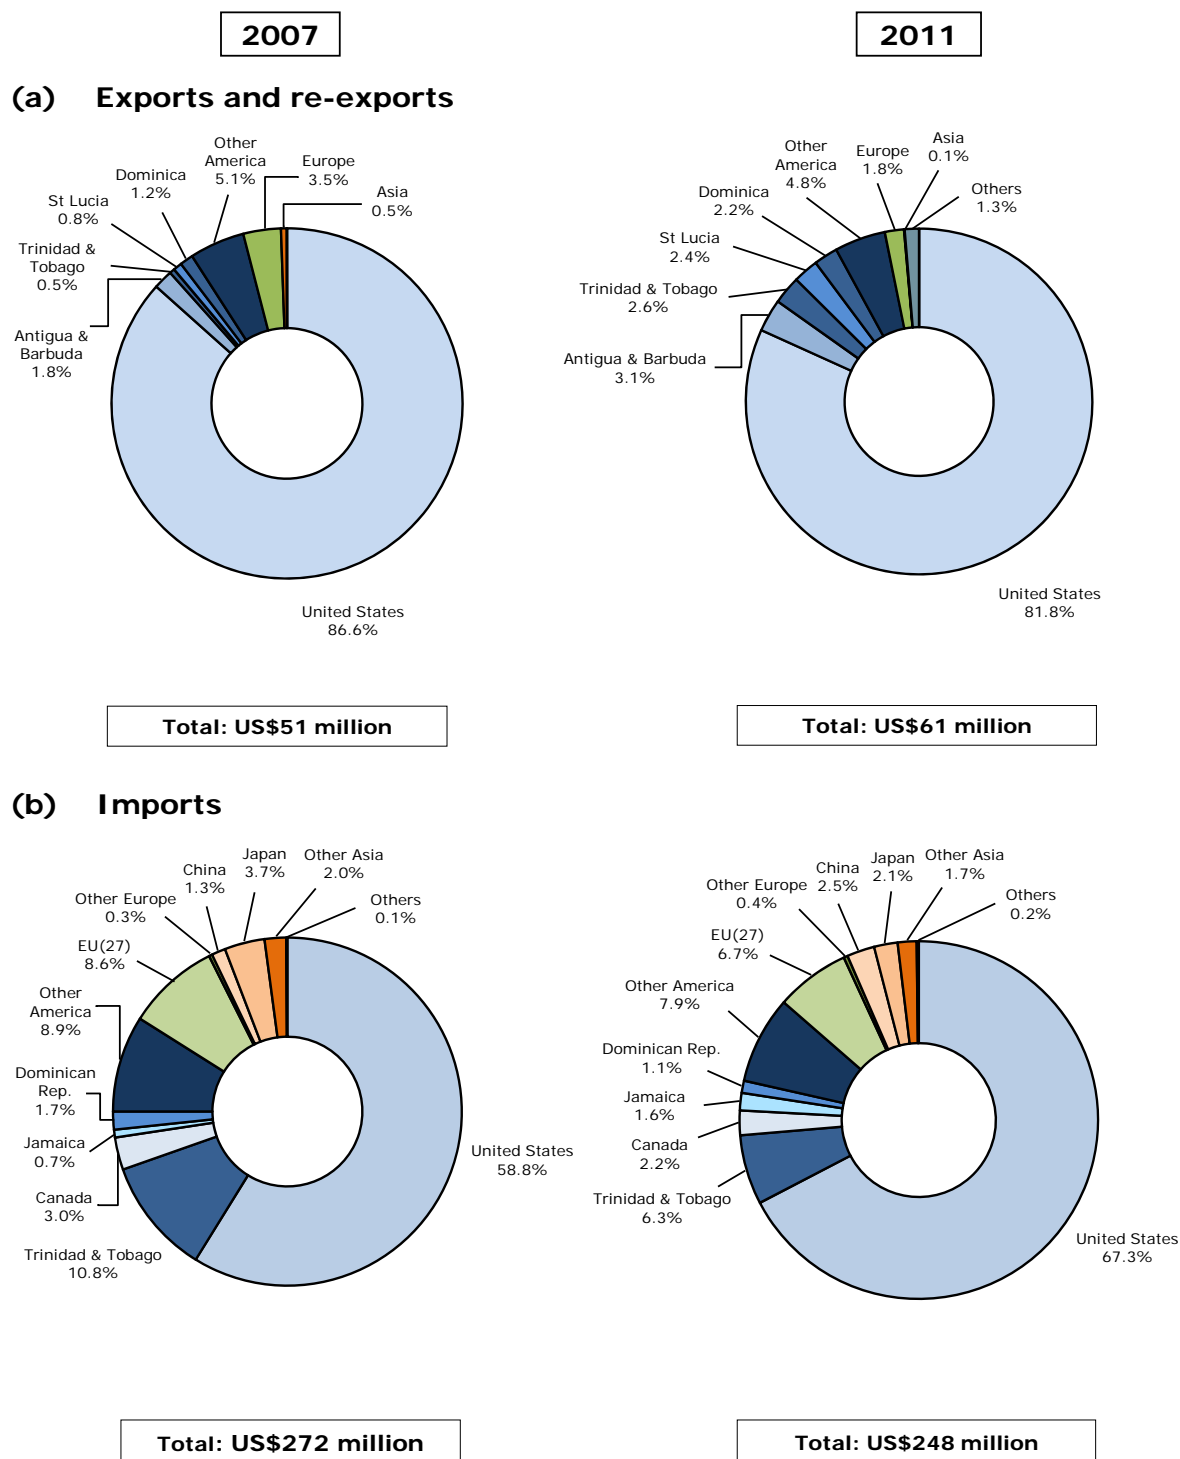 2007
2011
(a) Exports and re-exports
Other
America
5.1%
Europe
3.5%
Asia
0.5%
Dominica
1.2%
St Lucia
0.8%
Trinidad &
Tobago
0.5%
Antigua &
Barbuda
1.8%
United States
86.6%
Asia
0.1%
Others
1.3%
Europe
1.8%
Other
America
4.8%
Dominica
2.2%
St Lucia
2.4%
Trinidad & Tobago
2.6%
Antigua & Barbuda
3.1%
United States
81.8%
Total: US$51 million
Total: US$61 million
(b) Imports
Japan
3.7%
Other Asia
2.0%
Others
0.1%
China
1.3%
Other Europe
0.3%
EU(27)
8.6%
Other
America
8.9%
Dominican
Rep.
1.7%
Jamaica
0.7%
Canada
3.0%
Trinidad & Tobago
10.8%
United States
58.8%
Japan
2.1%
Other Asia
1.7%
Others
0.2%
China
2.5%
Other Europe
0.4%
EU(27)
6.7%
Other America
7.9%
Dominican Rep.
1.1%
Jamaica
1.6%
Canada
2.2%
Trinidad & Tobago
6.3%
United States
67.3%
Total: US$272 million
Total: US$248 million